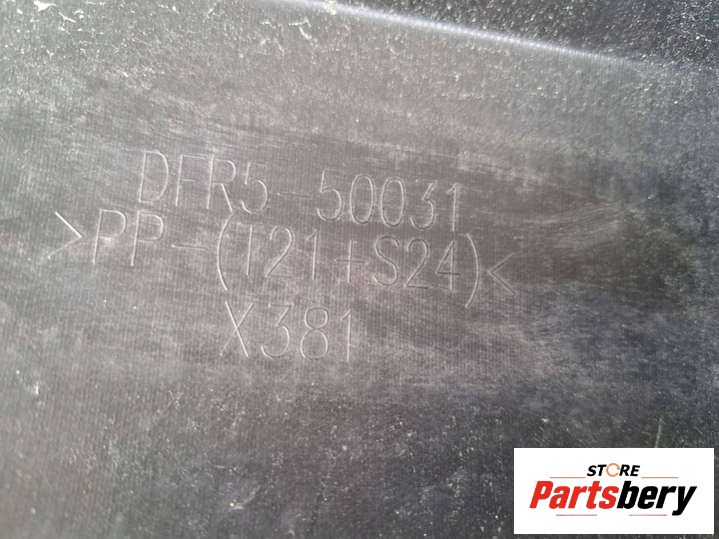 DFR5-50031
>PP-(T21+S24)<
X381
STORE
Partsbery